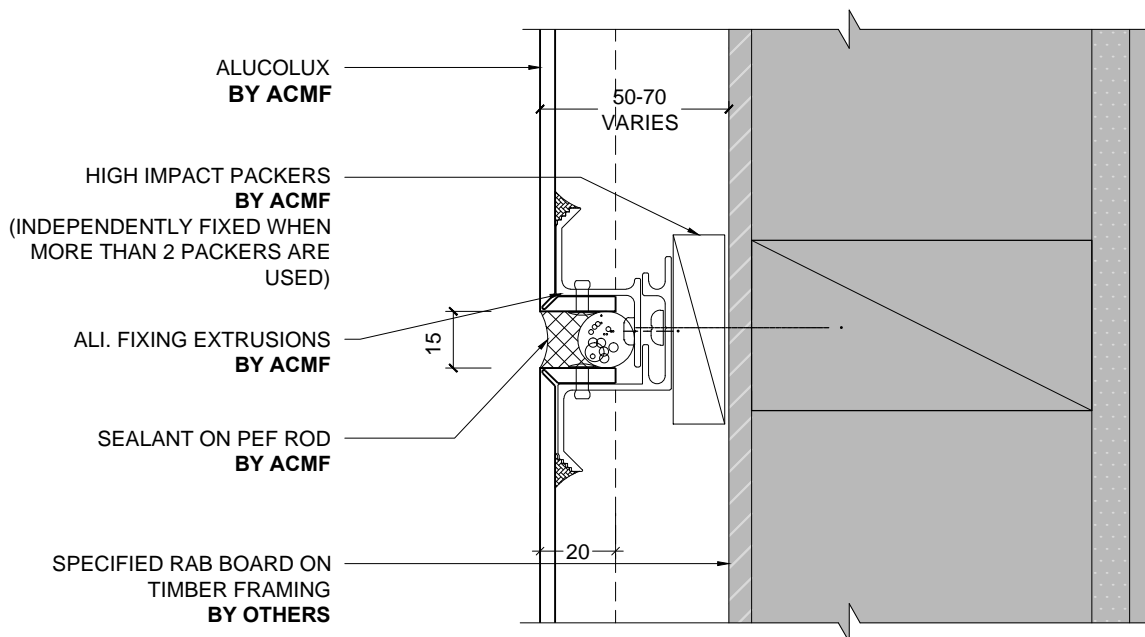 ALUCOLUX
BY ACMF
50-70
VARIES
HIGH IMPACT PACKERS
BY ACMF
(INDEPENDENTLY FIXED WHEN
MORE THAN 2 PACKERS ARE
USED)
ALI. FIXING EXTRUSIONS
BY ACMF
15
SEALANT ON PEF ROD
BY ACMF
20
SPECIFIED RAB BOARD ON
TIMBER FRAMING
BY OTHERS